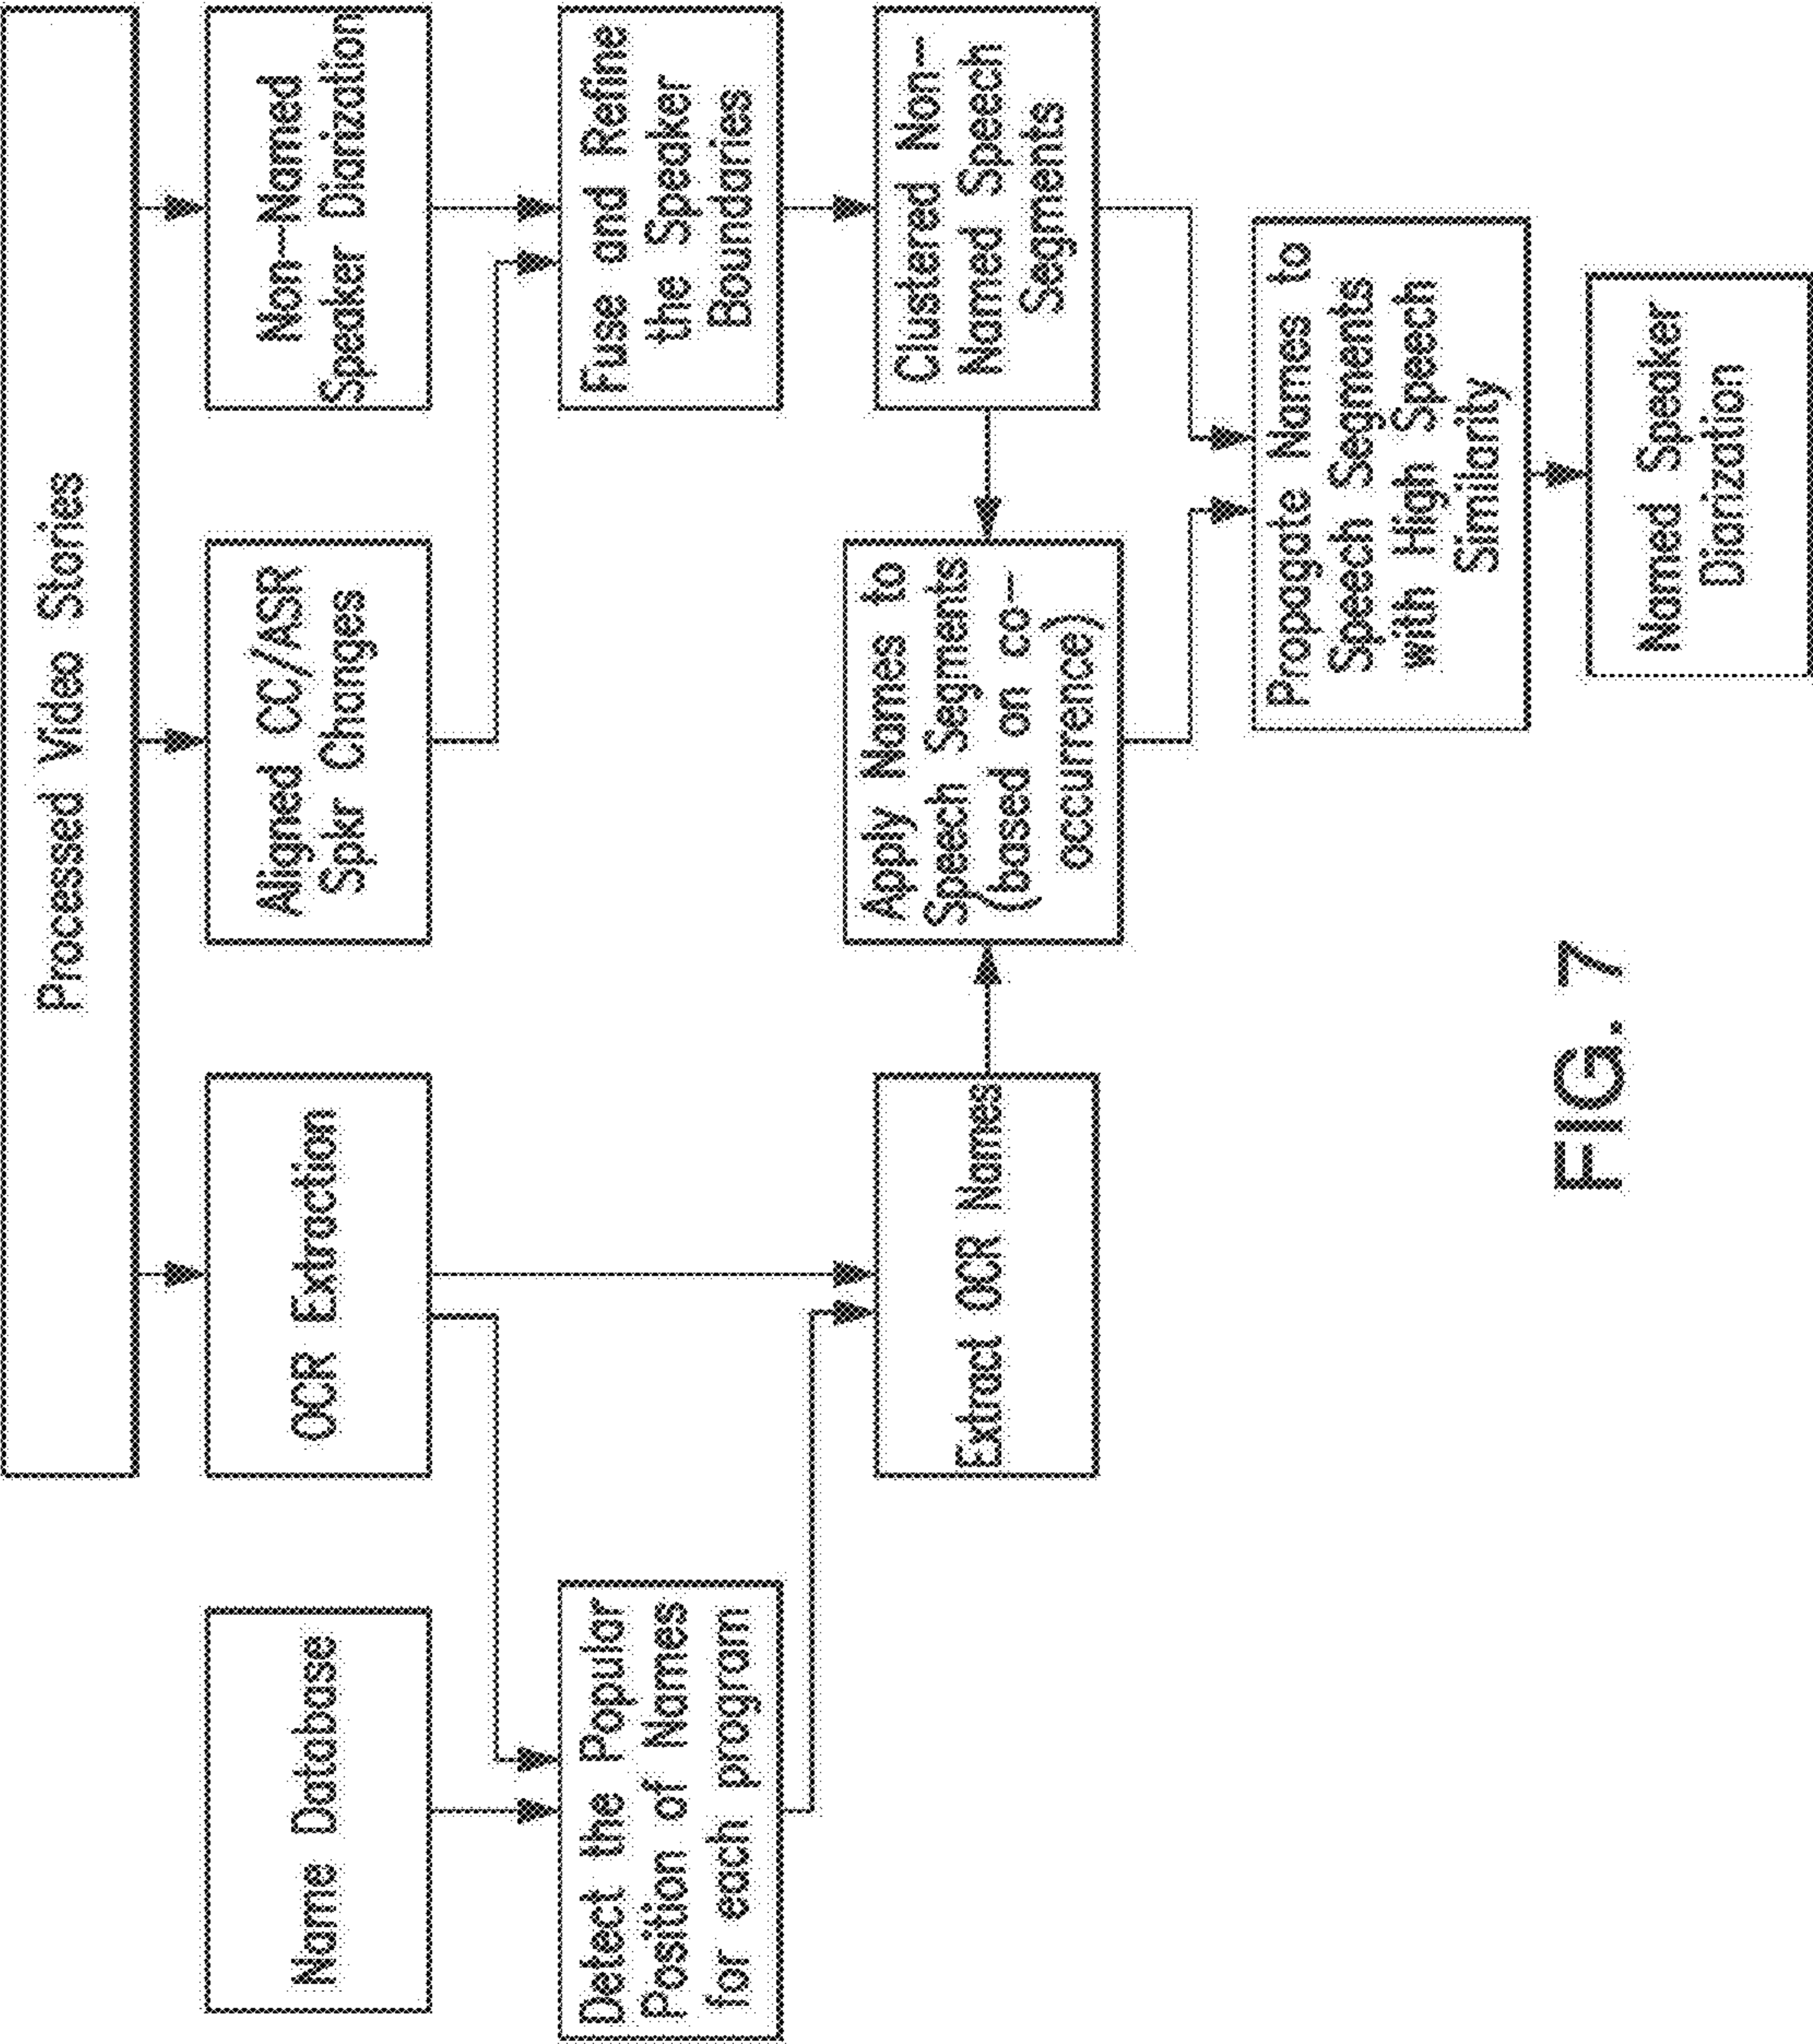 Processed Video Stories
Name Database
OCR Extraction
Aligned CC/ASR
Spkr Changes
Non-Named
Speaker Diarization
Detect the Popular
Position of Names
for each program
Fuse and Refine
the Speaker
Boundaries
Extract OCR Names
Apply Names to
Speech Segments
(based on co-
occurrence)
Clustered Non-
Named Speech
Segments
Propagate Names to
Speech Segments
with High Speech
Similarity
Named Speaker
Diarization
FIG. 7